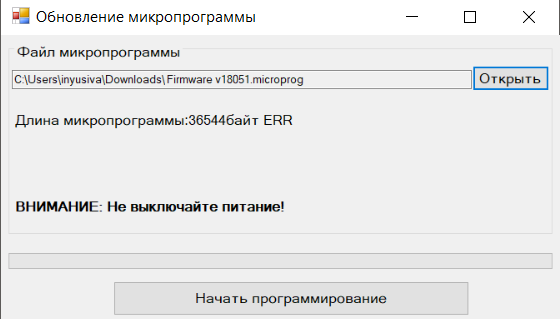 Обновление микропрограммы
Файл микропрограммы
C:\Users\inyusiva\Downloads\Firmware v18051.microprog
Открыть
Длина микропрограммы:36544байт ERR
ВНИМАНИЕ: Не выключайте питание!
Начать программирование